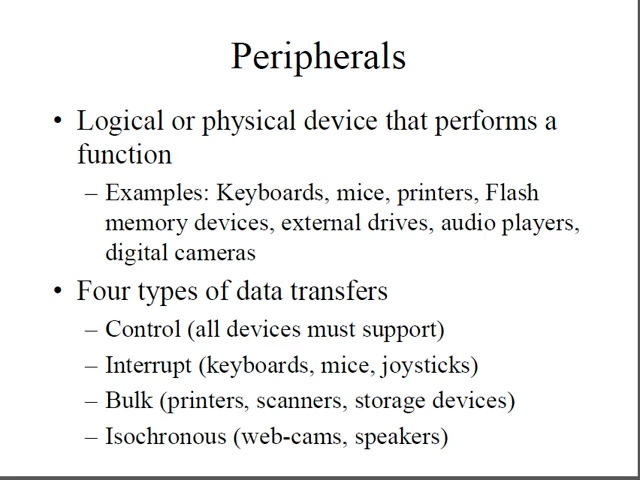 Peripherals
• Logical or physical device that performs a
function
– Examples: Keyboards, mice, printers, Flash
memory devices, external drives, audio players,
digital cameras
• Four types of data transfers
– Control (all devices must support)
– Interrupt (keyboards, mice, joysticks)
– Bulk (printers, scanners, storage devices)
– Isochronous (web-cams, speakers)